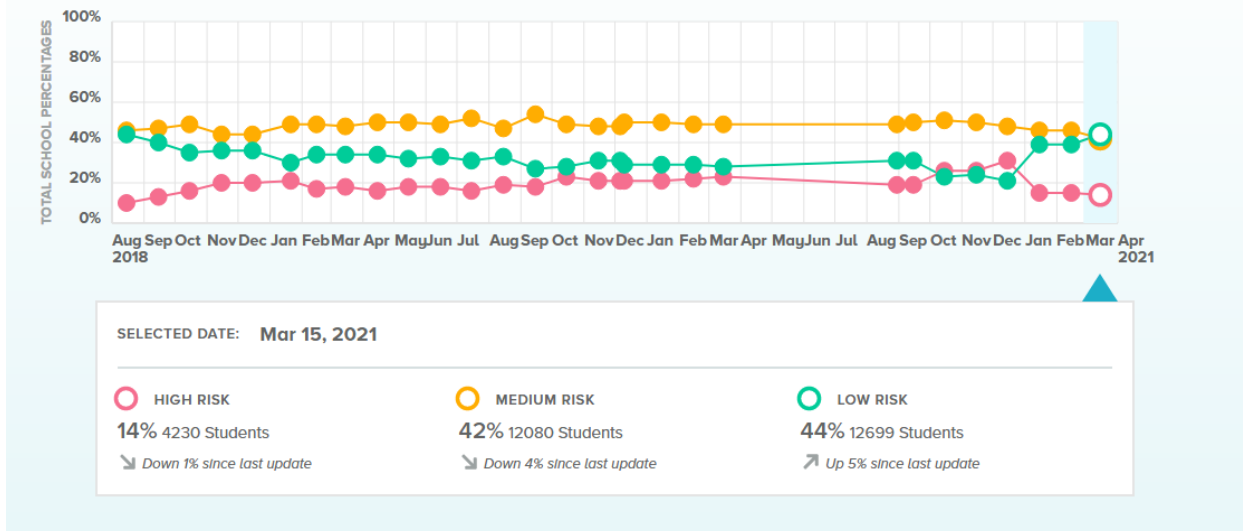 TOTAL SCHOOL PERCENTAGES
100%
80%
60%
40%
20%
0%
Aug Sep Oct Nov Dec Jan Feb Mar Apr May Jun Jul Aug Sep Oct Nov Dec Jan Feb Mar Apr May Jun Jul Aug Sep Oct Nov Dec Jan Feb Mar Apr
2018 2021
SELECTED DATE: Mar 15, 2021
HIGH RISK MEDIUM RISK LOW RISK
14% 4230 Students 42% 12080 Students 44% 12699 Students
Down 1% since last update Down 4% since last update Up 5% since last update